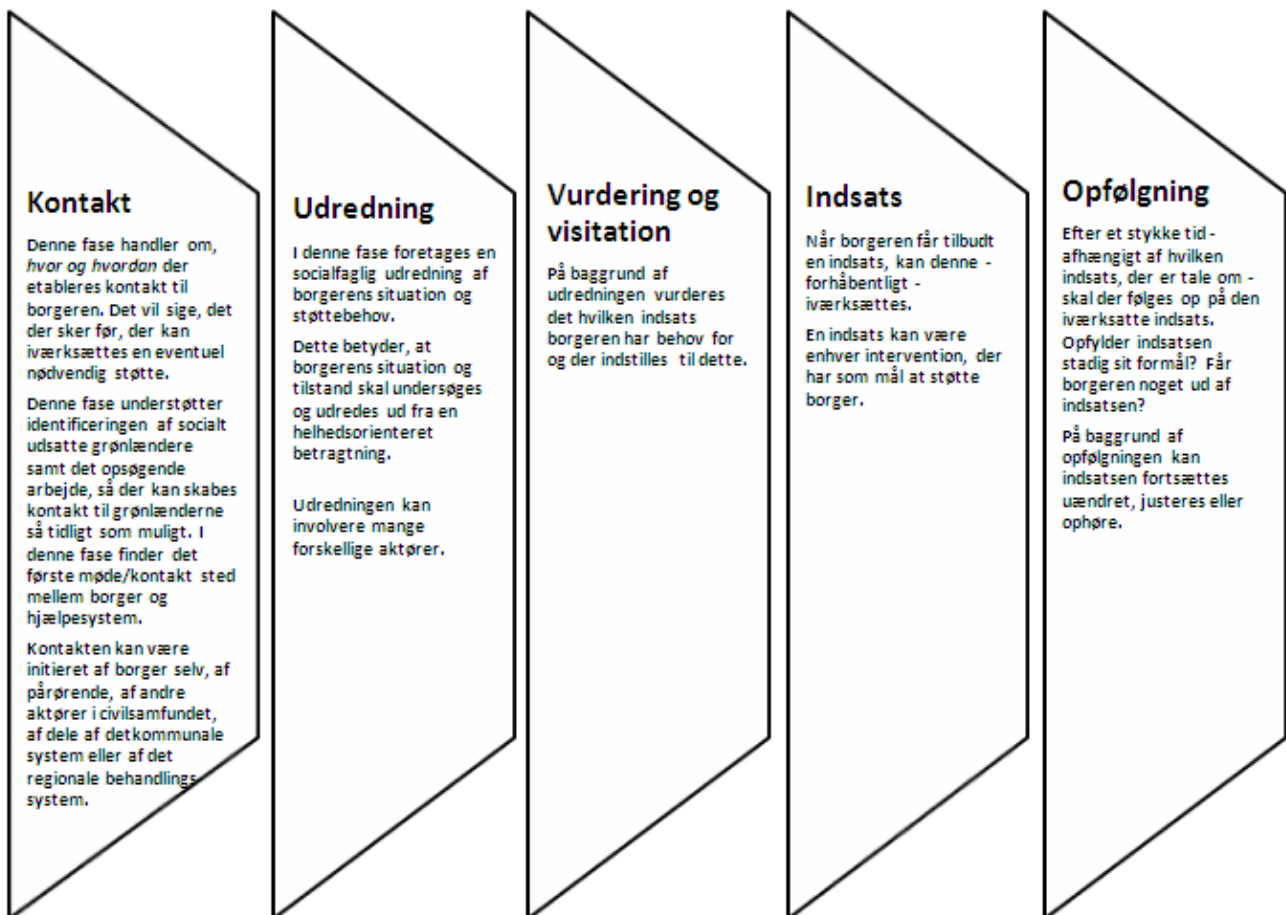 Kontakt
Denne fase handler om,
hvor og hvordan der
etableres kontakt til
borgeren. Det vil sige, det
der sker før, der kan
iværksættes en eventuel
nødvendig støtte.
Denne fase understøtter
identificeringen af socialt
udsatte grønlændere
samt det opsøgende
arbejde, så der kan skabes
kontakt til grønlænderne
så tidligt som muligt. I
denne fase finder det
første møde/kontakt sted
mellem borger og
hjælpesystem.
Kontakten kan være
initieret af borger selv, af
pårørende, af andre
aktører i civilsamfundet,
af dele af detkommunale
system eller af det
regionale behandlings
system.
Udredning
I denne fase foretages en
socialfaglig udredning af
borgerens situation og
støttebehov.
Dette betyder, at
borgerens situation og
tilstand skal undersøges
og udredes ud fra en
helhedsorienteret
betragtning.
Udredningen kan
involvere mange
forskellige aktører.
Vurdering og
visitation
På baggrund af
udredningen vurderes
det hvilken indsats
borgeren har behov for
og der indstilles til dette.
Indsats
Når borgeren får tilbudt
en indsats, kan denne -
forhåbentligt -
iværksættes.
En indsats kan være
enhver intervention, der
har som mål at støtte
borger.
Opfølgning
Efter et stykke tid -
afhængigt af hvilken
indsats, der er tale om -
skal der følges op på den
iværksatte indsats.
Opfylder indsatsen
stadig sit formål? Får
borgeren noget ud af
indsatsen?
På baggrund af
opfølgningen kan
indsatsen fortsættes
uændret, justeres eller
ophøre.